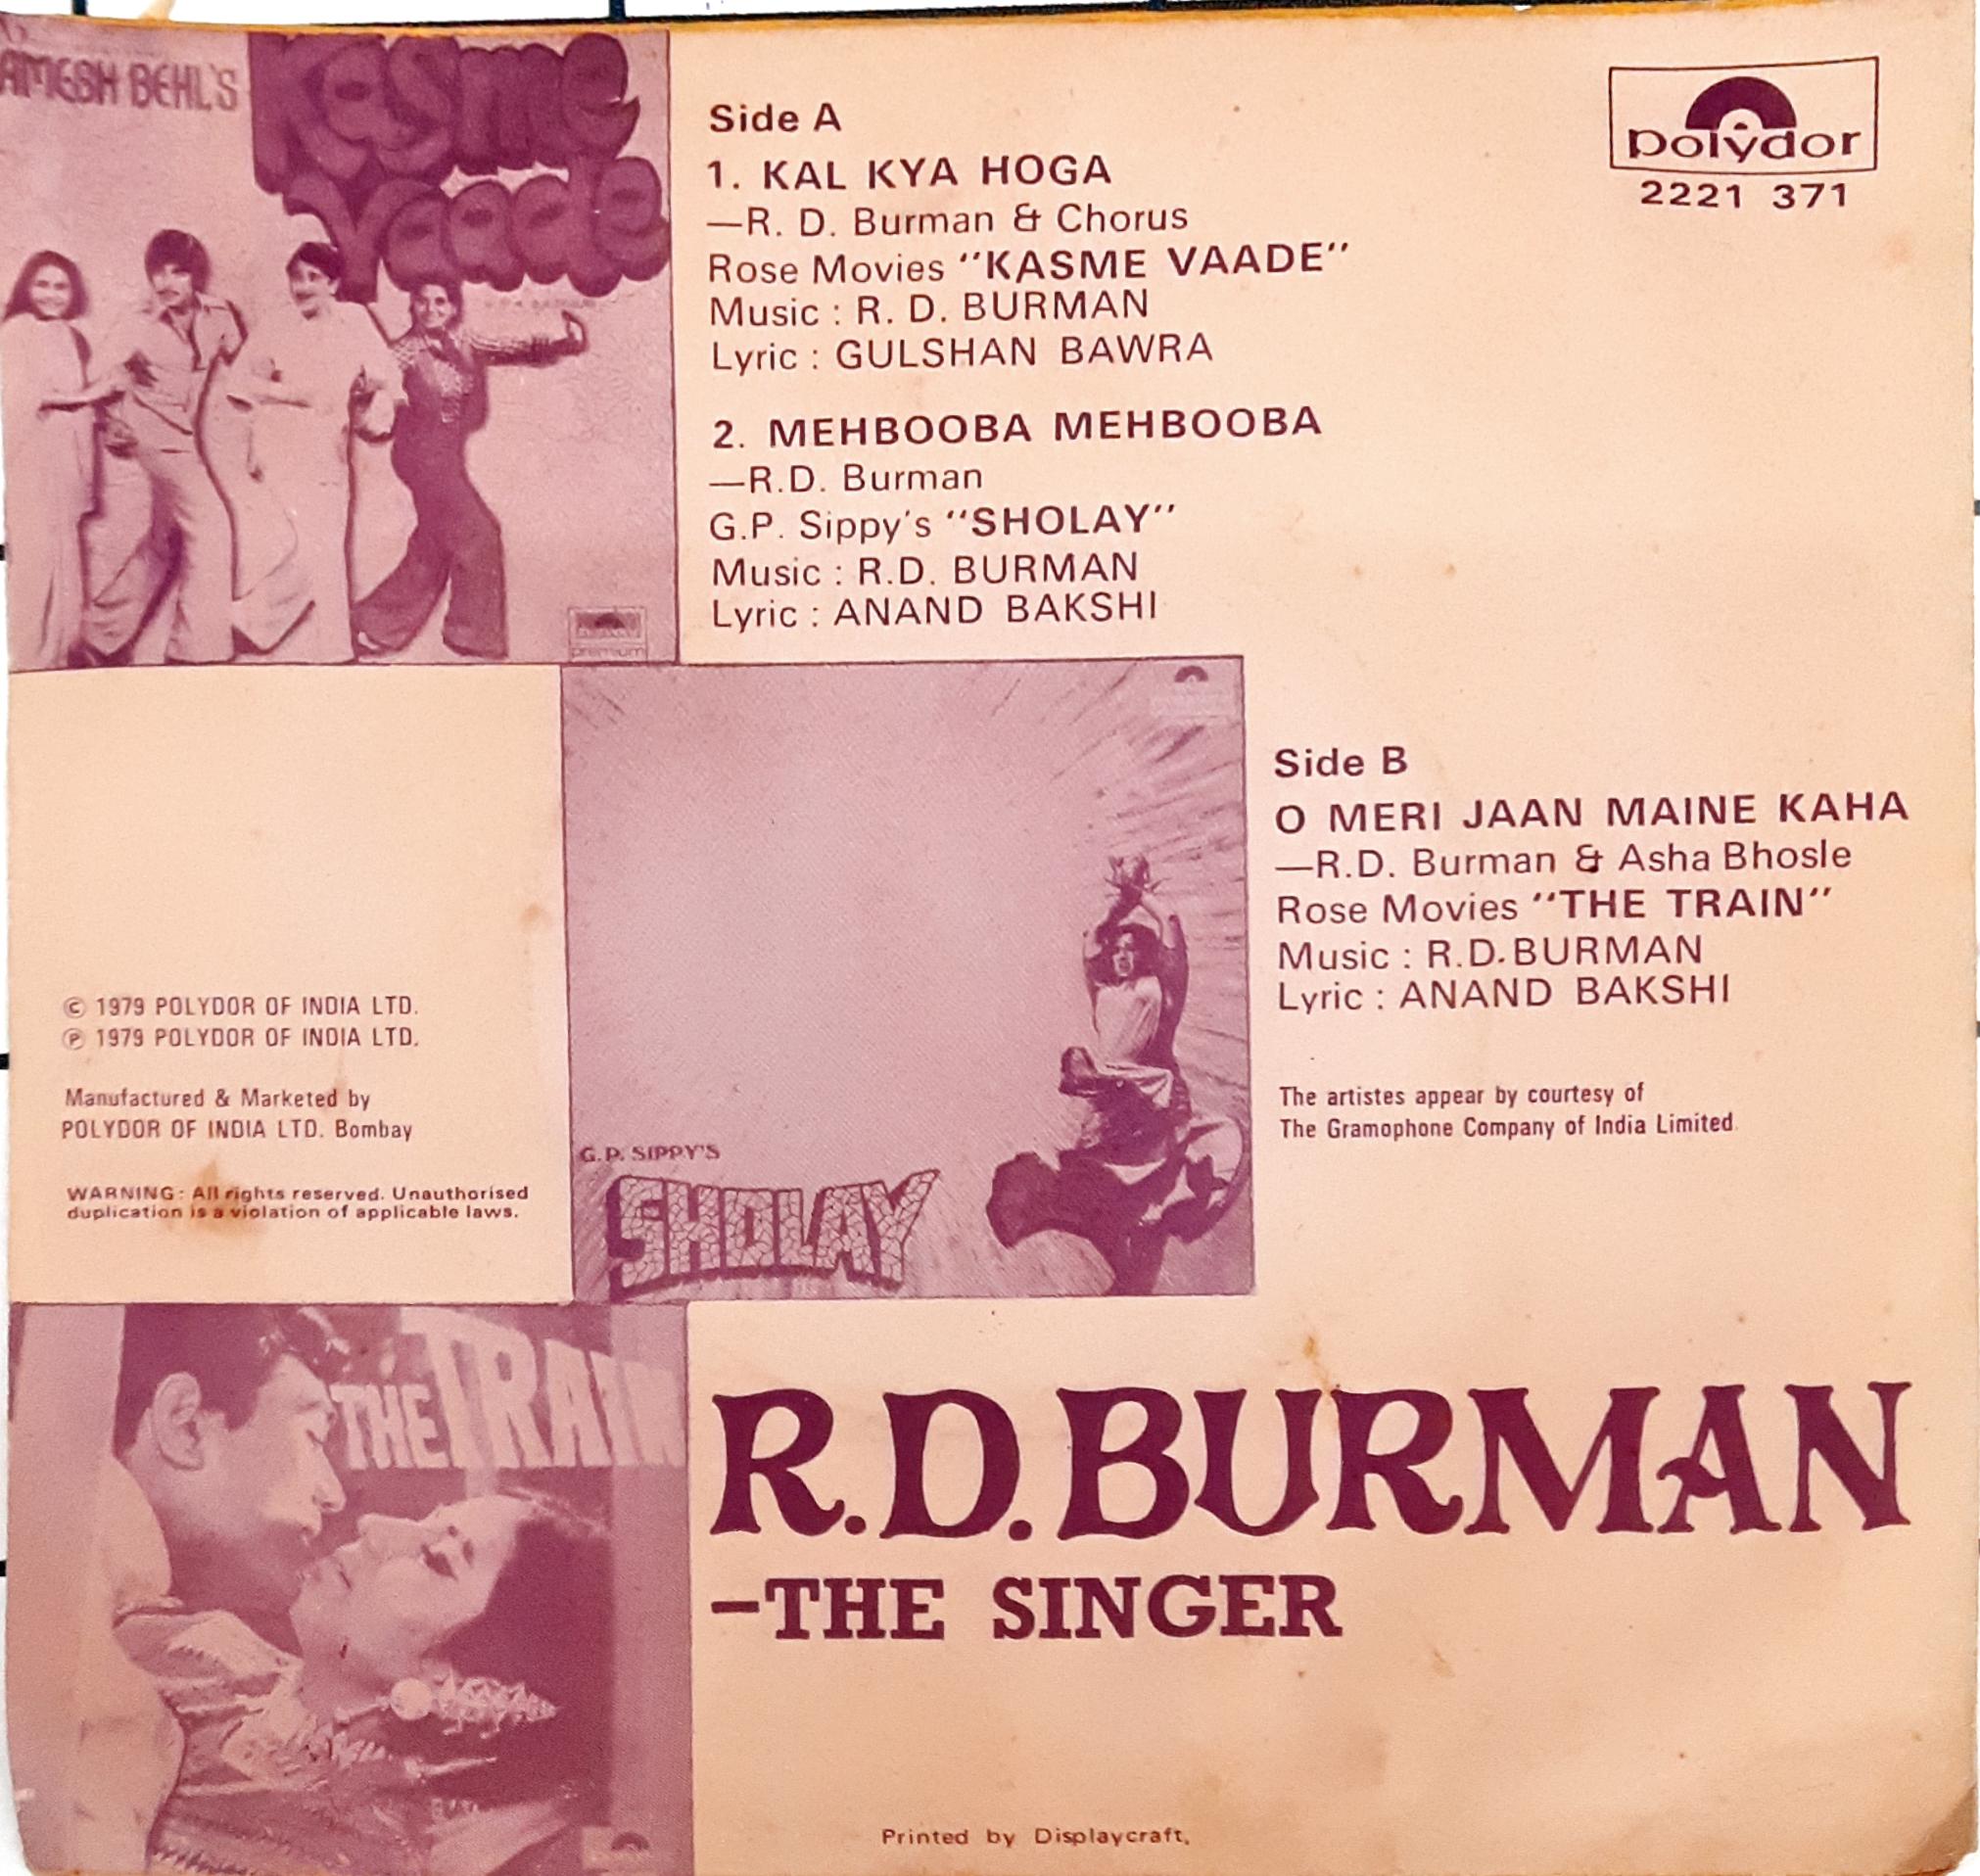 AMESH BEHL'S
Kasme
Vaade
premium
Side A
1. KAL KYA HOGA
—R. D. Burman & Chorus
Rose Movies "KASME VAADE"
Music : R. D. BURMAN
Lyric : GULSHAN BAWRA
2. MEHBOOBA MEHBOOBA
—R.D. Burman
G.P. Sippy's "SHOLAY"
Music : R.D. BURMAN
Lyric : ANAND BAKSHI
polydor
2221 371
Side B
O MERI JAAN MAINE KAHA
—R.D. Burman & Asha Bhosle
Rose Movies "THE TRAIN"
Music : R.D.BURMAN
Lyric : ANAND BAKSHI
The artistes appear by courtesy of
The Gramophone Company of India Limited
© 1979 POLYDOR OF INDIA LTD.
℗ 1979 POLYDOR OF INDIA LTD.
Manufactured & Marketed by
POLYDOR OF INDIA LTD. Bombay
WARNING: All rights reserved. Unauthorised
duplication is a violation of applicable laws.
G.P. SIPPY'S
SHOLAY
THE TRAIN
R.D.BURMAN
–THE SINGER
Printed by Displaycraft,